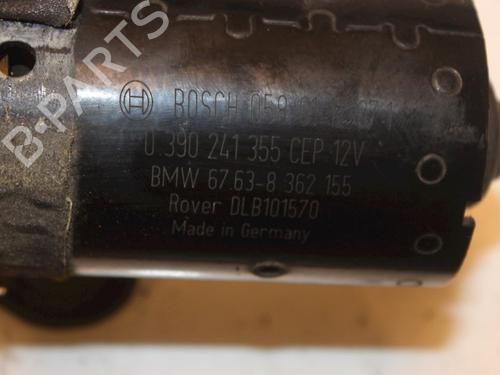 B-PARTS
BOSCH
0 390 241 355 CEP 12V
BMW 67.63-8 362 155
Rover DLB101570
Made in Germany